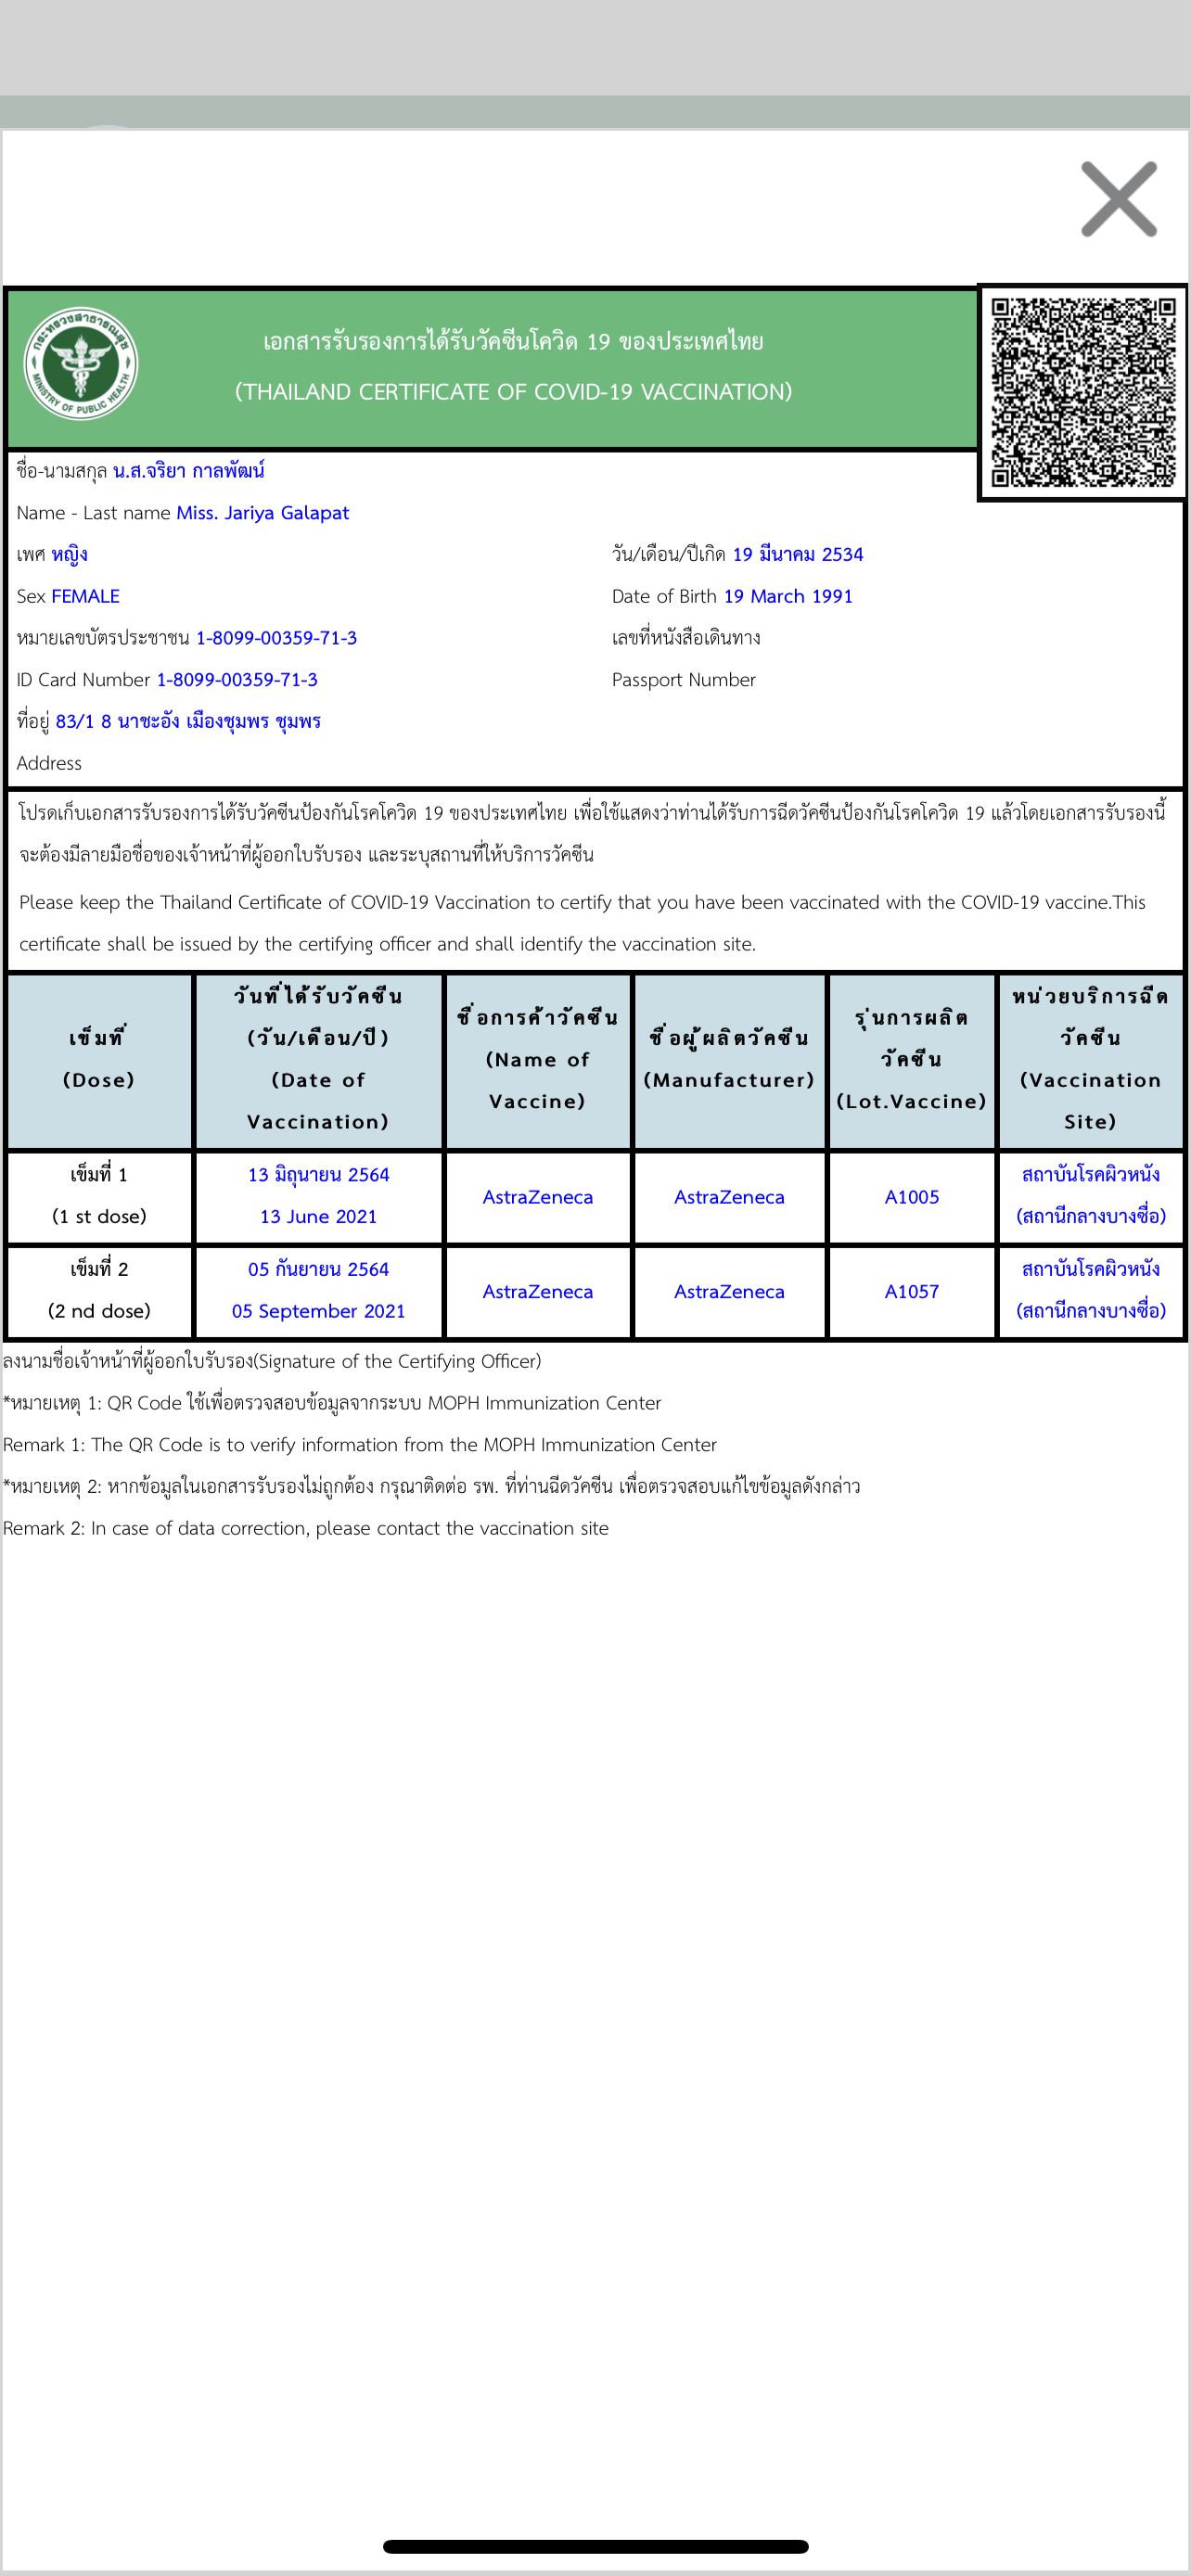 กระทรวงสาธารณสุข
MINISTRY OF PUBLIC HEALTH
เอกสารรับรองการได้รับวัคซีนโควิด 19 ของประเทศไทย
(THAILAND CERTIFICATE OF COVID-19 VACCINATION)
ชื่อ-นามสกุล น.ส.จริยา กาลพัฒน์
Name - Last name Miss. Jariya Galapat
เพศ หญิง วัน/เดือน/ปีเกิด 19 มีนาคม 2534
Sex FEMALE Date of Birth 19 March 1991
หมายเลขบัตรประชาชน 1-8099-00359-71-3 เลขที่หนังสือเดินทาง
ID Card Number 1-8099-00359-71-3 Passport Number
ที่อยู่ 83/1 8 นาชะอัง เมืองชุมพร ชุมพร
Address
โปรดเก็บเอกสารรับรองการได้รับวัคซีนป้องกันโรคโควิด 19 ของประเทศไทย เพื่อใช้แสดงว่าท่านได้รับการฉีดวัคซีนป้องกันโรคโควิด 19 แล้วโดยเอกสารรับรองนี้
จะต้องมีลายมือชื่อของเจ้าหน้าที่ผู้ออกใบรับรอง และระบุสถานที่ให้บริการวัคซีน
Please keep the Thailand Certificate of COVID-19 Vaccination to certify that you have been vaccinated with the COVID-19 vaccine.This
certificate shall be issued by the certifying officer and shall identify the vaccination site.
เข็มที่
(Dose)
วันที่ได้รับวัคซีน
(วัน/เดือน/ปี)
(Date of
Vaccination)
ชื่อการค้าวัคซีน
(Name of
Vaccine)
ชื่อผู้ผลิตวัคซีน
(Manufacturer)
รุ่นการผลิต
วัคซีน
(Lot.Vaccine)
หน่วยบริการฉีด
วัคซีน
(Vaccination
Site)
เข็มที่ 1
(1 st dose)
13 มิถุนายน 2564
13 June 2021
AstraZeneca
AstraZeneca
A1005
สถาบันโรคผิวหนัง
(สถานีกลางบางซื่อ)
เข็มที่ 2
(2 nd dose)
05 กันยายน 2564
05 September 2021
AstraZeneca
AstraZeneca
A1057
สถาบันโรคผิวหนัง
(สถานีกลางบางซื่อ)
ลงนามชื่อเจ้าหน้าที่ผู้ออกใบรับรอง(Signature of the Certifying Officer)
*หมายเหตุ 1: QR Code ใช้เพื่อตรวจสอบข้อมูลจากระบบ MOPH Immunization Center
Remark 1: The QR Code is to verify information from the MOPH Immunization Center
*หมายเหตุ 2: หากข้อมูลในเอกสารรับรองไม่ถูกต้อง กรุณาติดต่อ รพ. ที่ท่านฉีดวัคซีน เพื่อตรวจสอบแก้ไขข้อมูลดังกล่าว
Remark 2: In case of data correction, please contact the vaccination site